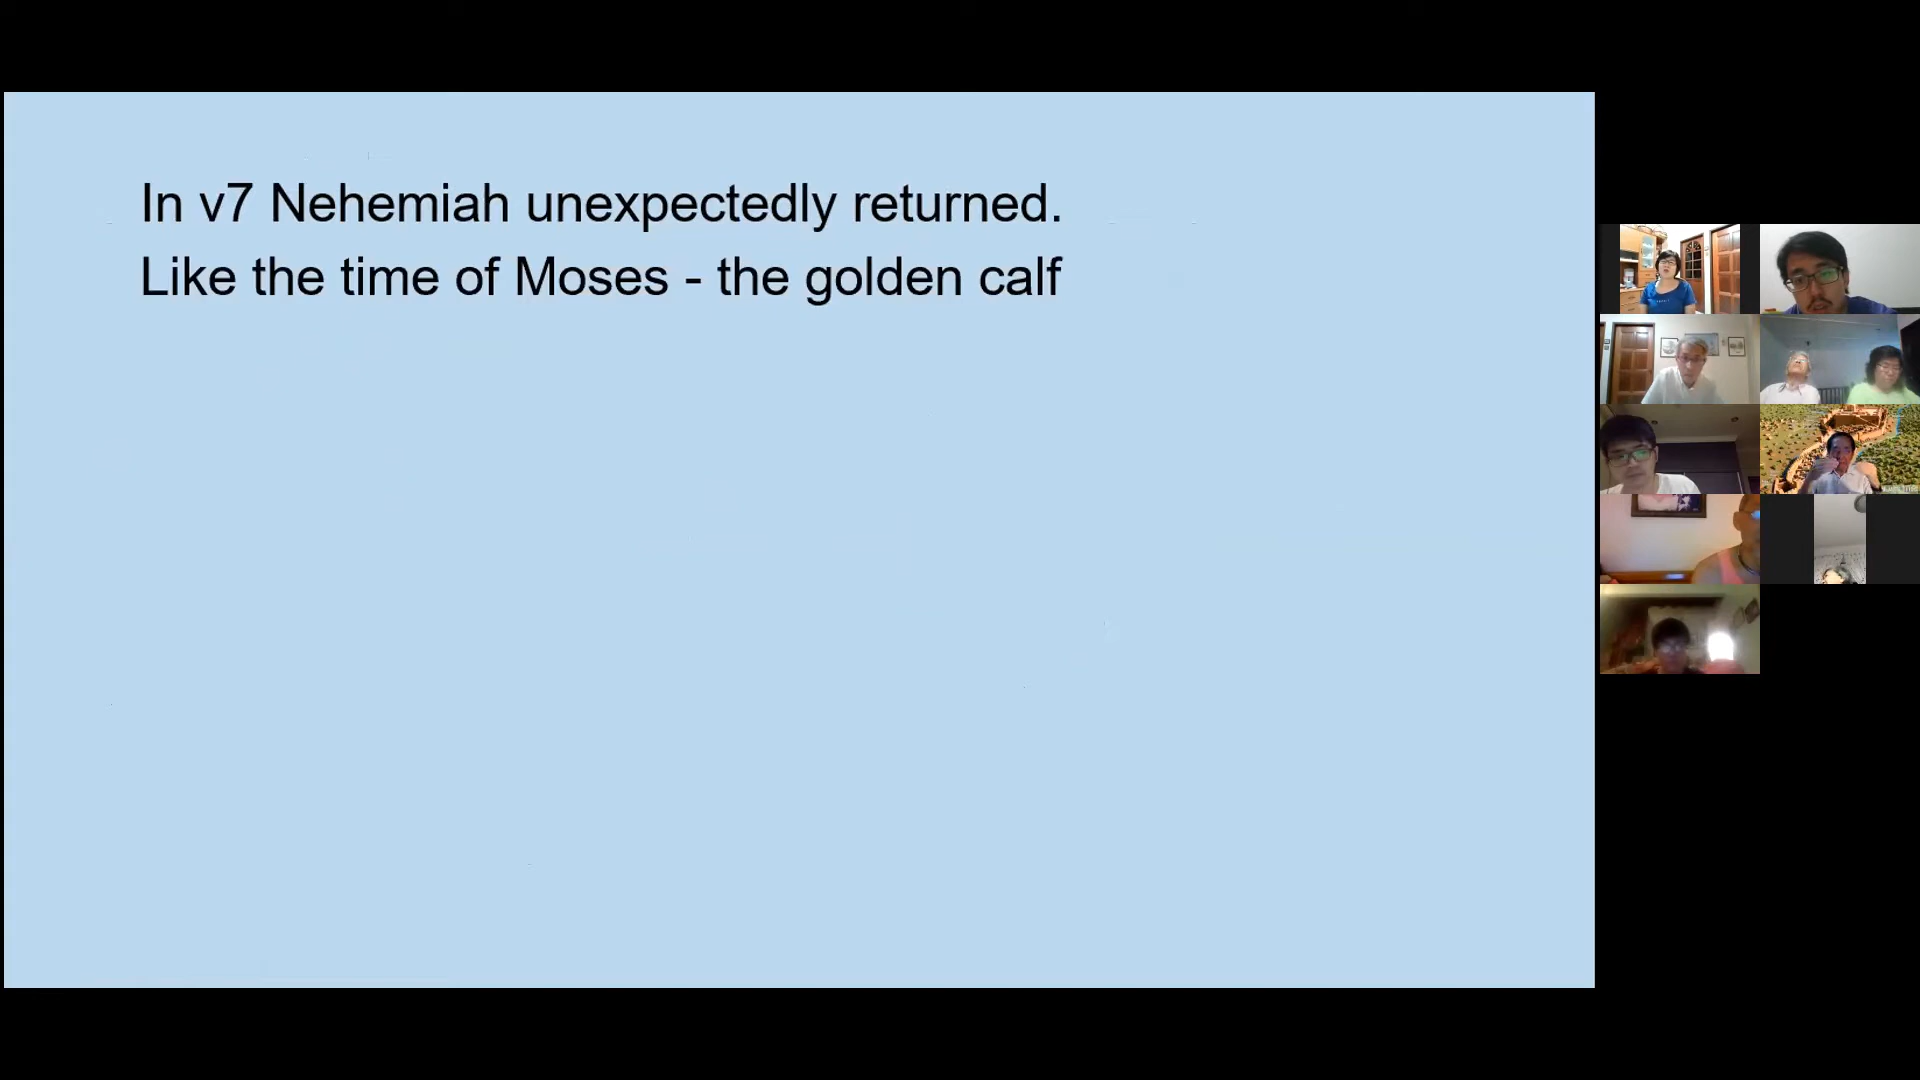 In v7 Nehemiah unexpectedly returned.
Like the time of Moses - the golden calf